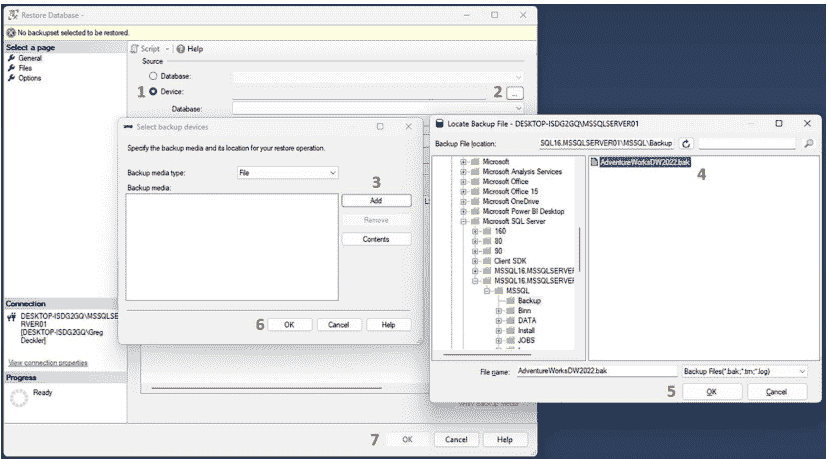 Restore Database -
No backupset selected to be restored.
Select a page
General
Files
Options
Script
Help
Source
Database:
1 Device: 2 ...
Database:
Select backup devices
Specify the backup media and its location for your restore operation.
Backup media type: File
Backup media:
3
Add
Remove
Contents
6 OK Cancel Help
Connection
DESKTOP-ISDG2GQ\MSSQLSE
RVER01
[DESKTOP-ISDG2GQ\Greg
Deckler]
View connection properties
Progress
Ready
7 OK Cancel Help
Locate Backup File - DESKTOP-ISDG2GQ\MSSQLSERVER01
Backup File location: SQL16.MSSQLSERVER01\MSSQL\Backup
Microsoft
Microsoft Analysis Services
Microsoft Office
Microsoft Office 15
Microsoft OneDrive
Microsoft Power BI Desktop
Microsoft SQL Server
160
80
90
Client SDK
MSSQL16.MSSQLSERVER
MSSQL16.MSSQLSERVER
MSSQL
Backup
Binn
DATA
Install
JOBS
AdventureWorksDW2022.bak
4
File name: AdventureWorksDW2022.bak
Backup Files(*.bak;*.trn;*.log)
5 OK Cancel